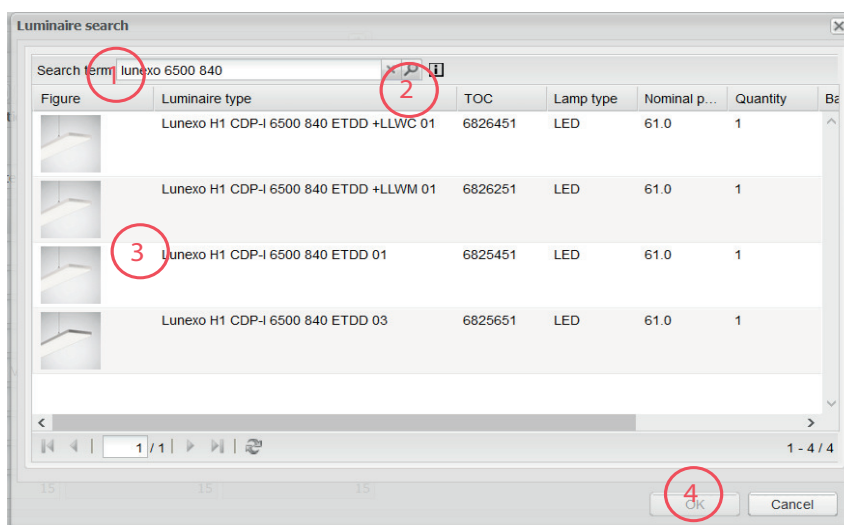 Luminaire search
Search term lunexo 6500 840
1
2
Figure Luminaire type TOC Lamp type Nominal p... Quantity Ba
Lunexo H1 CDP-I 6500 840 ETDD +LLWC 01 6826451 LED 61.0 1
Lunexo H1 CDP-I 6500 840 ETDD +LLWM 01 6826251 LED 61.0 1
3
Lunexo H1 CDP-I 6500 840 ETDD 01 6825451 LED 61.0 1
Lunexo H1 CDP-I 6500 840 ETDD 03 6825651 LED 61.0 1
1 / 1 1 - 4 / 4
15 15 15
4
OK Cancel